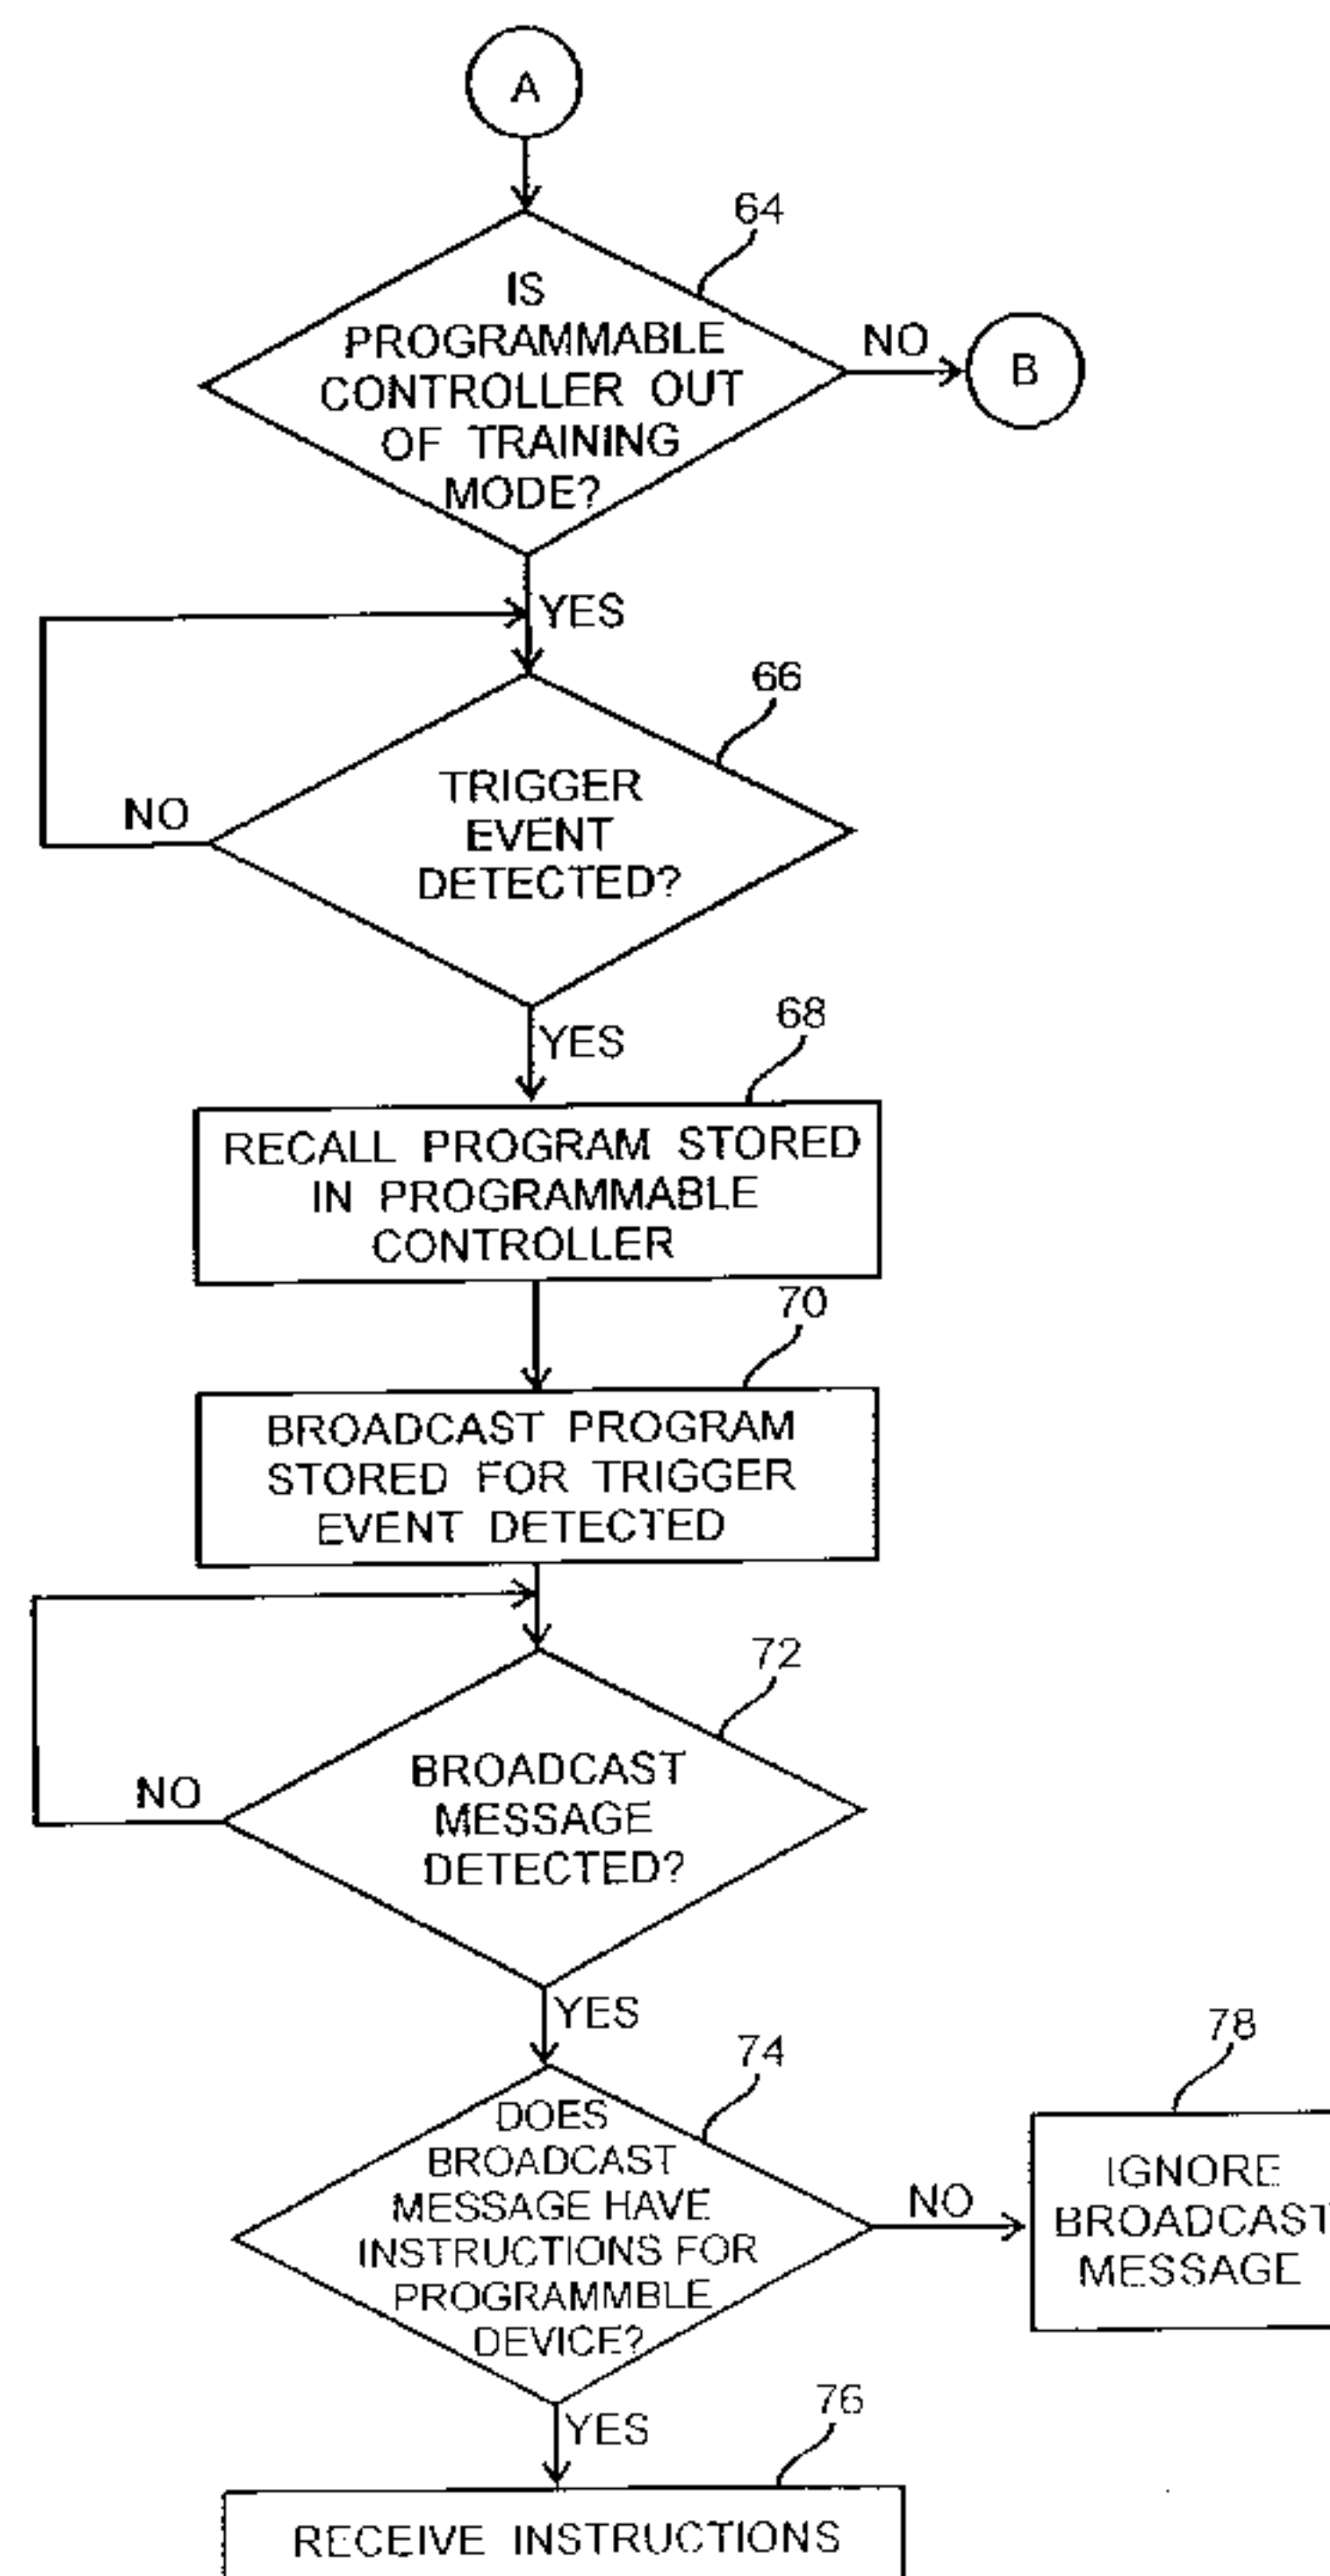 A
64
IS
PROGRAMMABLE
CONTROLLER OUT
OF TRAINING
MODE?
NO
B
YES
66
TRIGGER
EVENT
DETECTED?
NO
YES
68
RECALL PROGRAM STORED
IN PROGRAMMABLE
CONTROLLER
70
BROADCAST PROGRAM
STORED FOR TRIGGER
EVENT DETECTED
72
BROADCAST
MESSAGE
DETECTED?
NO
YES
74
DOES
BROADCAST
MESSAGE HAVE
INSTRUCTIONS FOR
PROGRAMMBLE
DEVICE?
NO
78
IGNORE
BROADCAST
MESSAGE
YES
76
RECEIVE INSTRUCTIONS